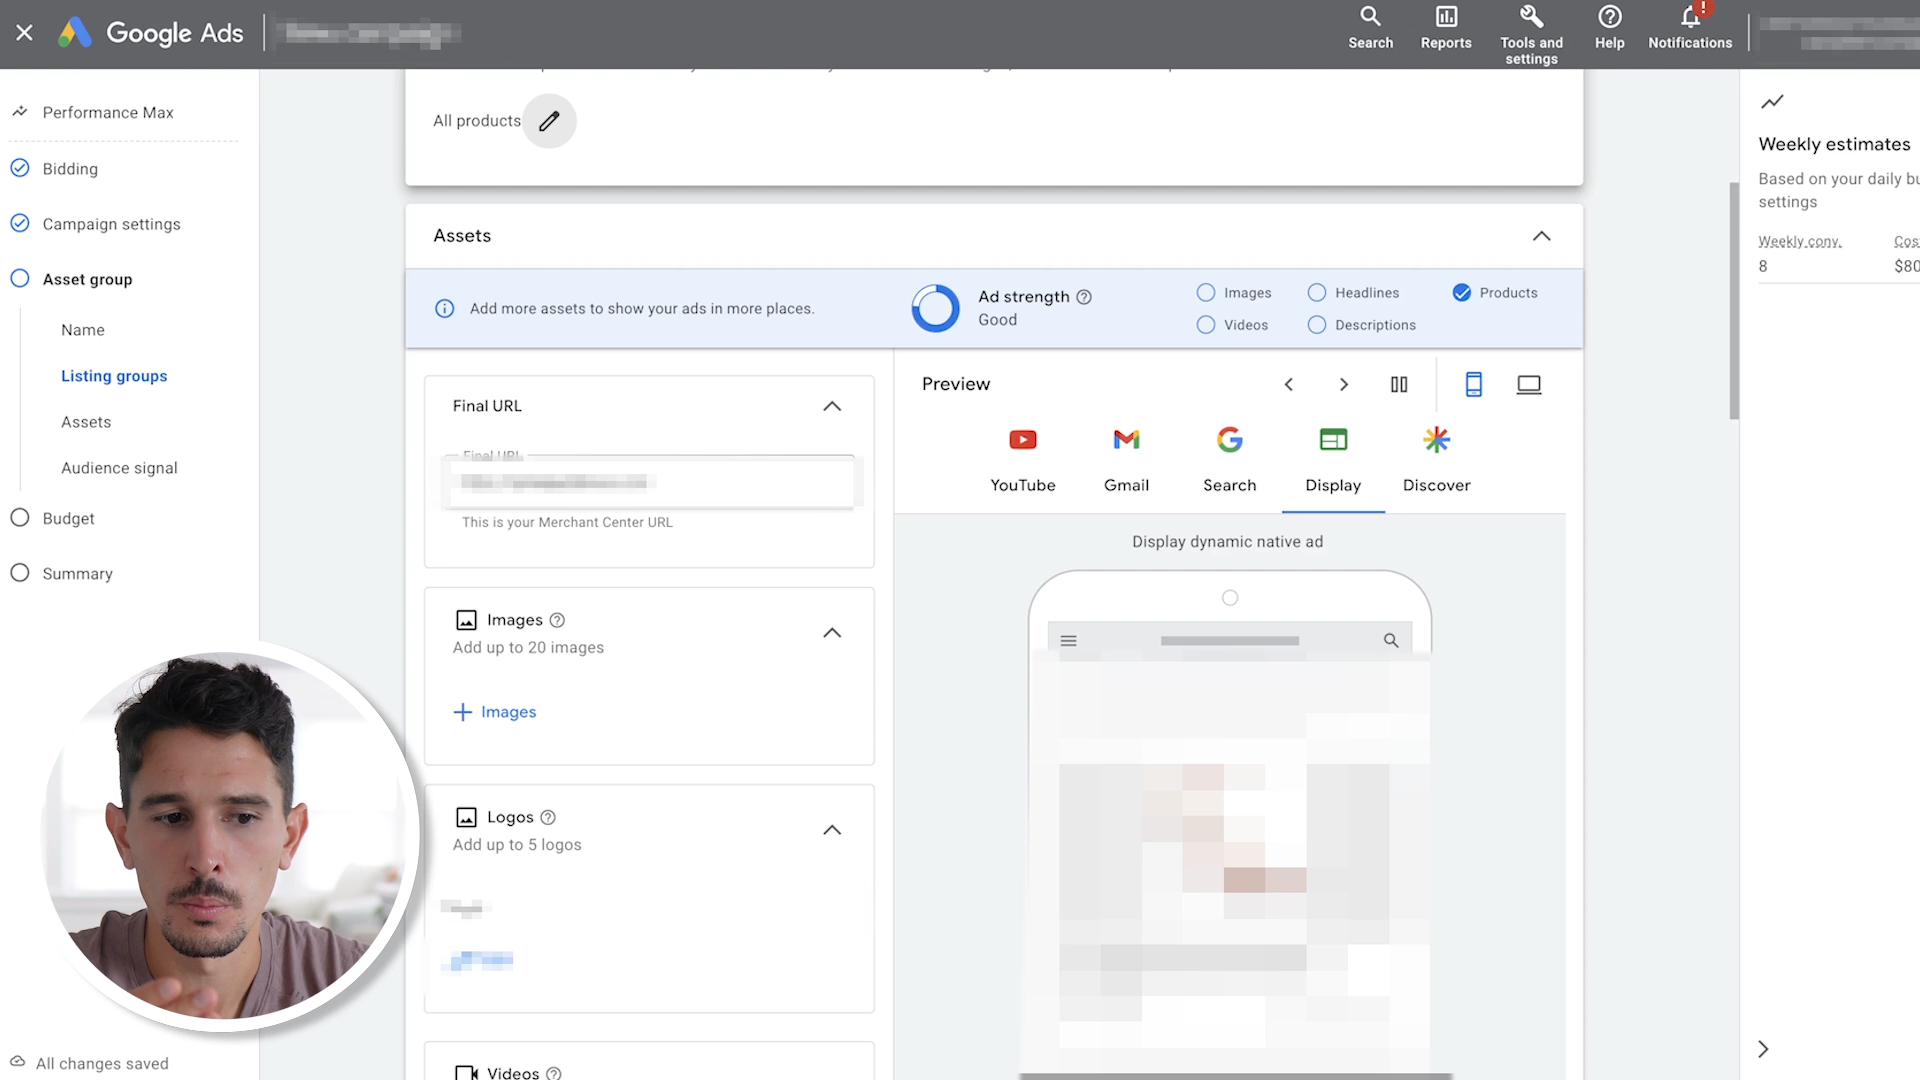 Google Ads
Search
Reports
Tools and
settings
Help
!
Notifications
Performance Max
Bidding
Campaign settings
Asset group
Name
Listing groups
Assets
Audience signal
Budget
Summary
All changes saved
All products
Assets
Add more assets to show your ads in more places.
Ad strength
Good
Images
Headlines
Products
Videos
Descriptions
Final URL
Final URL
This is your Merchant Center URL
Images
Add up to 20 images
Images
Logos
Add up to 5 logos
Videos
Preview
YouTube
Gmail
Search
Display
Discover
Display dynamic native ad
Weekly estimates
Based on your daily bu
settings
Weekly conv.
Cos
8
$80